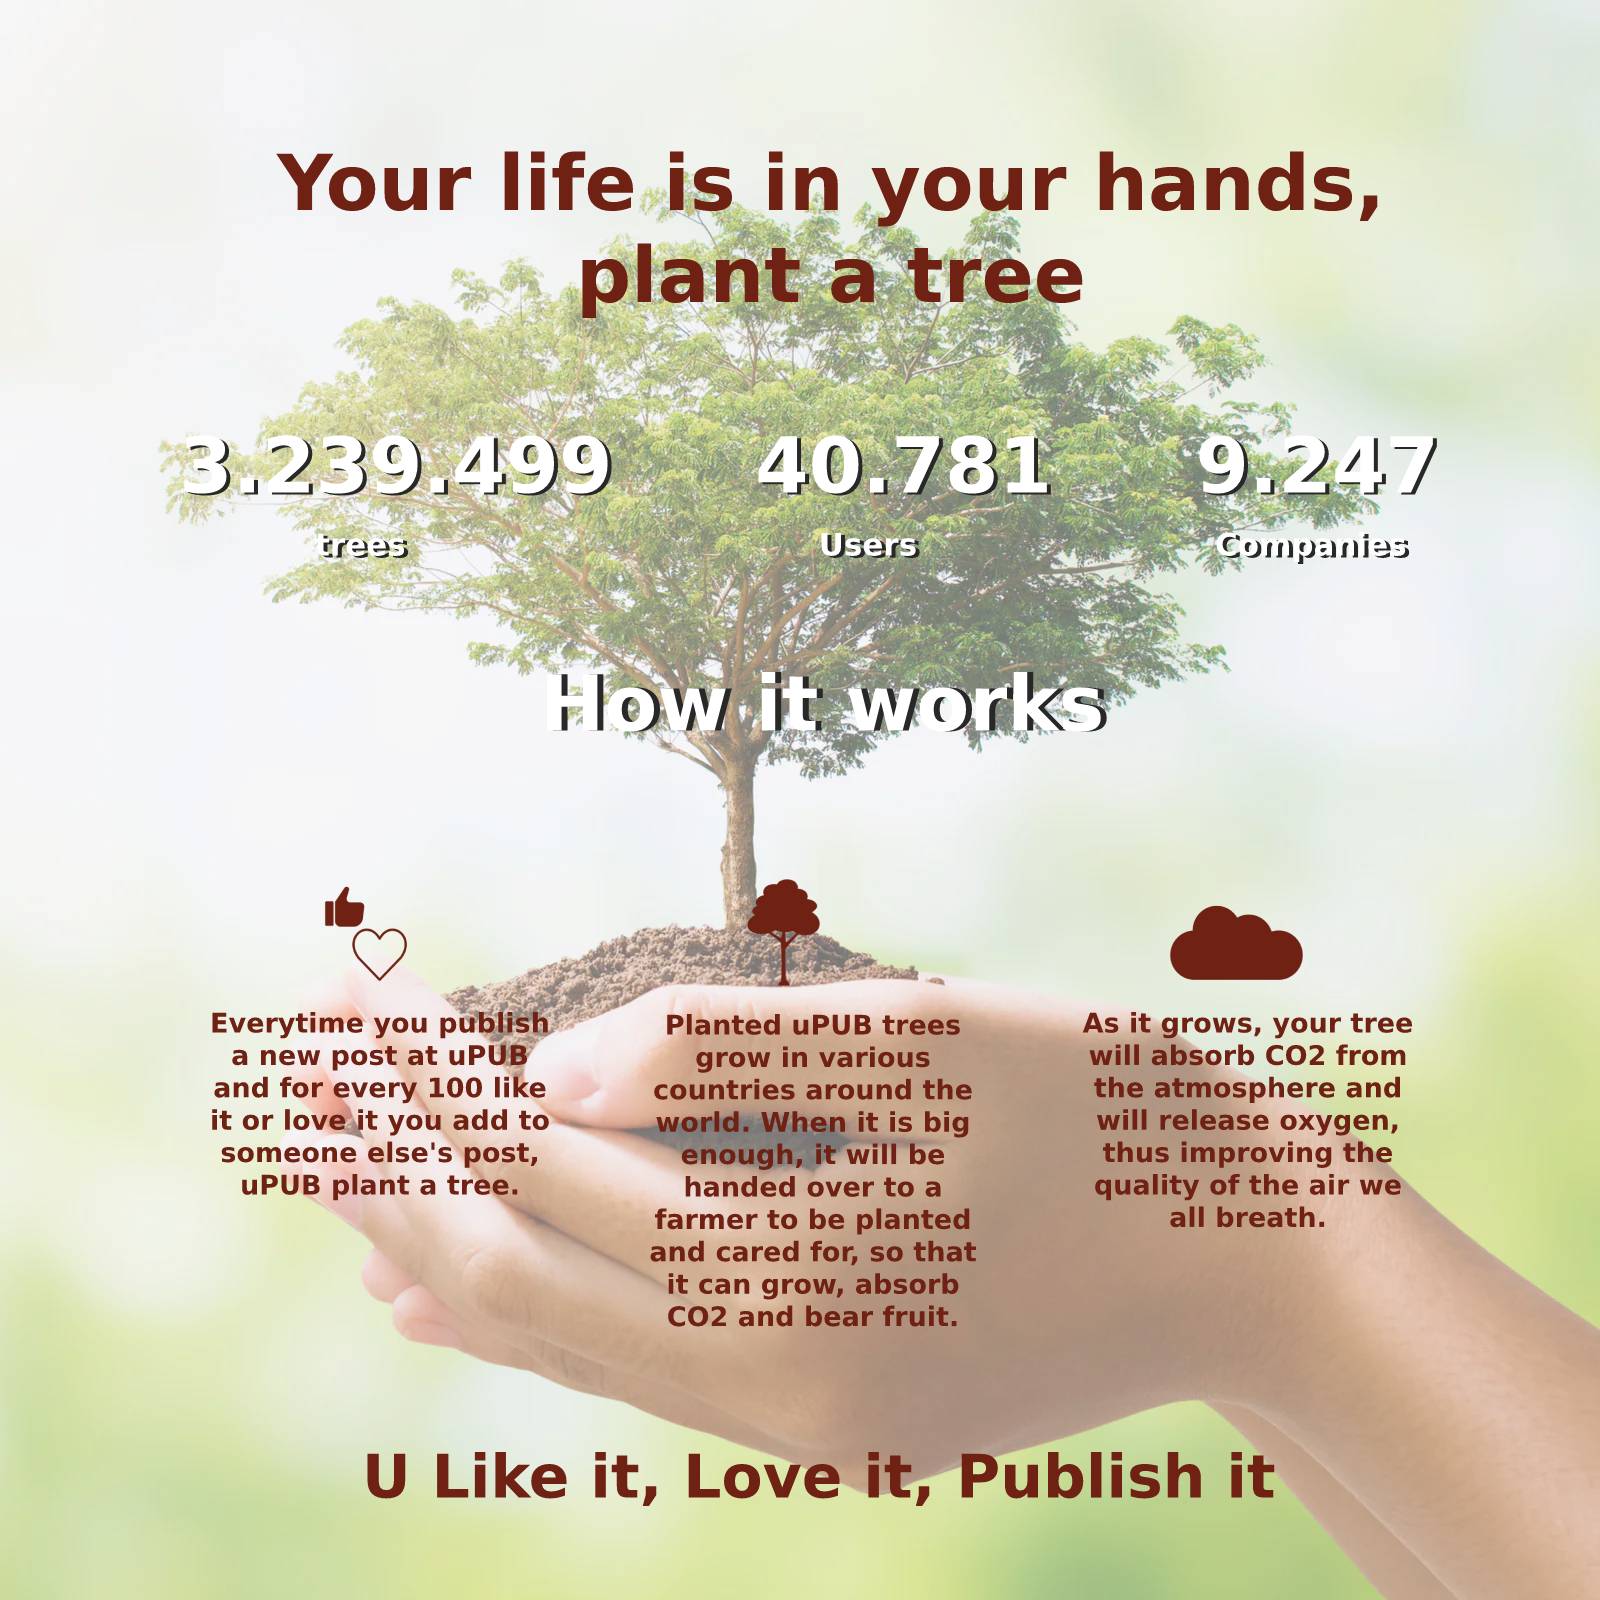 Your life is in your hands,
plant a tree
3.239.499
trees
40.781
Users
9.247
Companies
How it works
Everytime you publish
a new post at uPUB
and for every 100 like
it or love it you add to
someone else's post,
uPUB plant a tree.
Planted uPUB trees
grow in various
countries around the
world. When it is big
enough, it will be
handed over to a
farmer to be planted
and cared for, so that
it can grow, absorb
CO2 and bear fruit.
As it grows, your tree
will absorb CO2 from
the atmosphere and
will release oxygen,
thus improving the
quality of the air we
all breath.
U Like it, Love it, Publish it